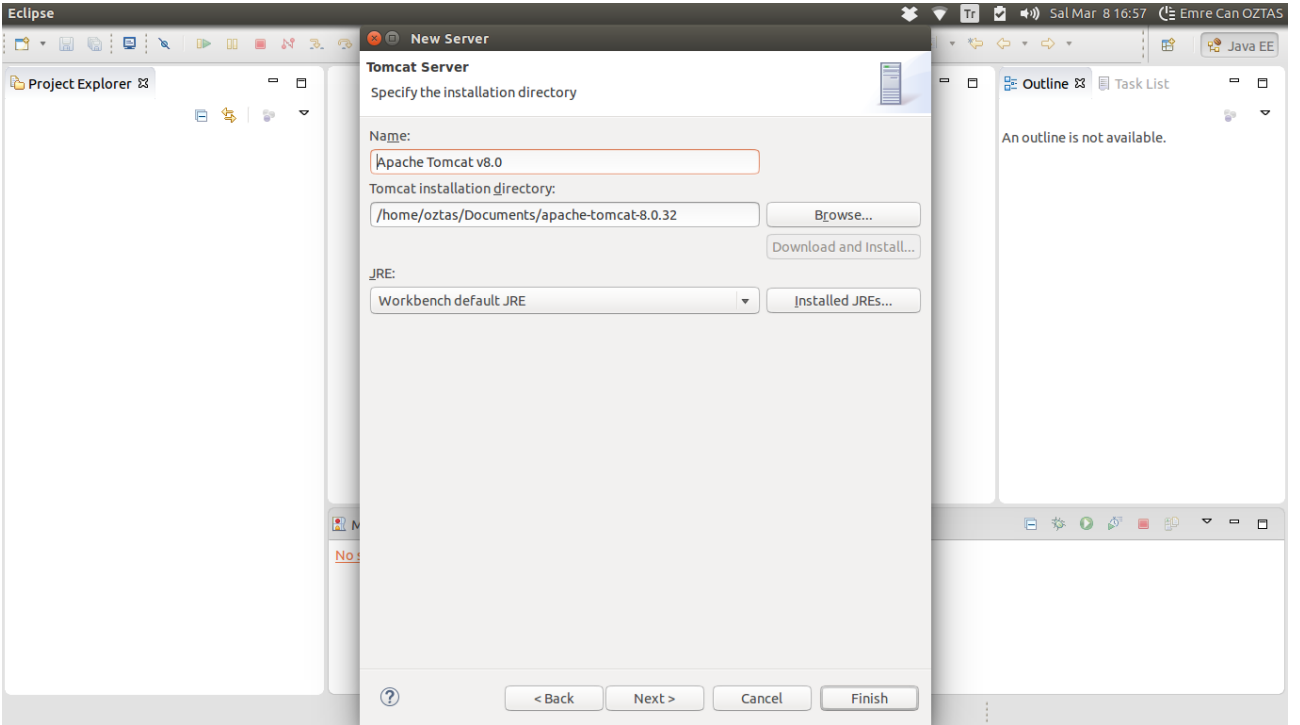 Eclipse
Tr
Sal Mar 8 16:57
Emre Can OZTAS
Java EE
Project Explorer
New Server
Tomcat Server
Specify the installation directory
Name:
Apache Tomcat v8.0
Tomcat installation directory:
/home/oztas/Documents/apache-tomcat-8.0.32
Browse...
Download and Install...
JRE:
Workbench default JRE
Installed JREs...
Outline
Task List
An outline is not available.
No
?
< Back
Next >
Cancel
Finish